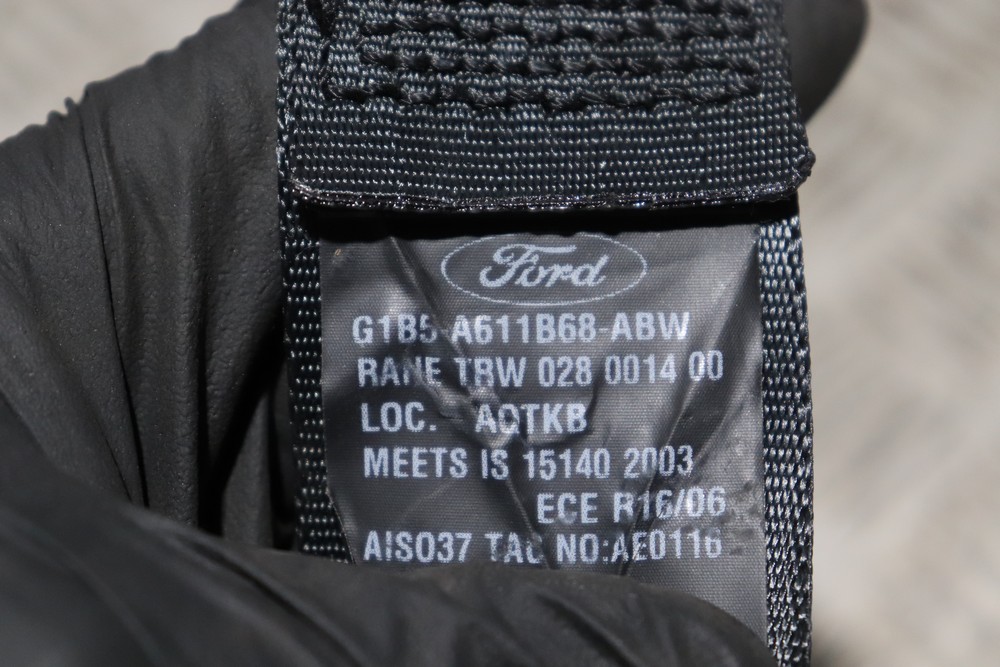 Ford
G1B5-A611B68-ABW
RANE TRW 028 0014 00
LOC. AOTKB
MEETS IS 15140 2003
ECE R16/06
AIS037 TAC NO:AE0116